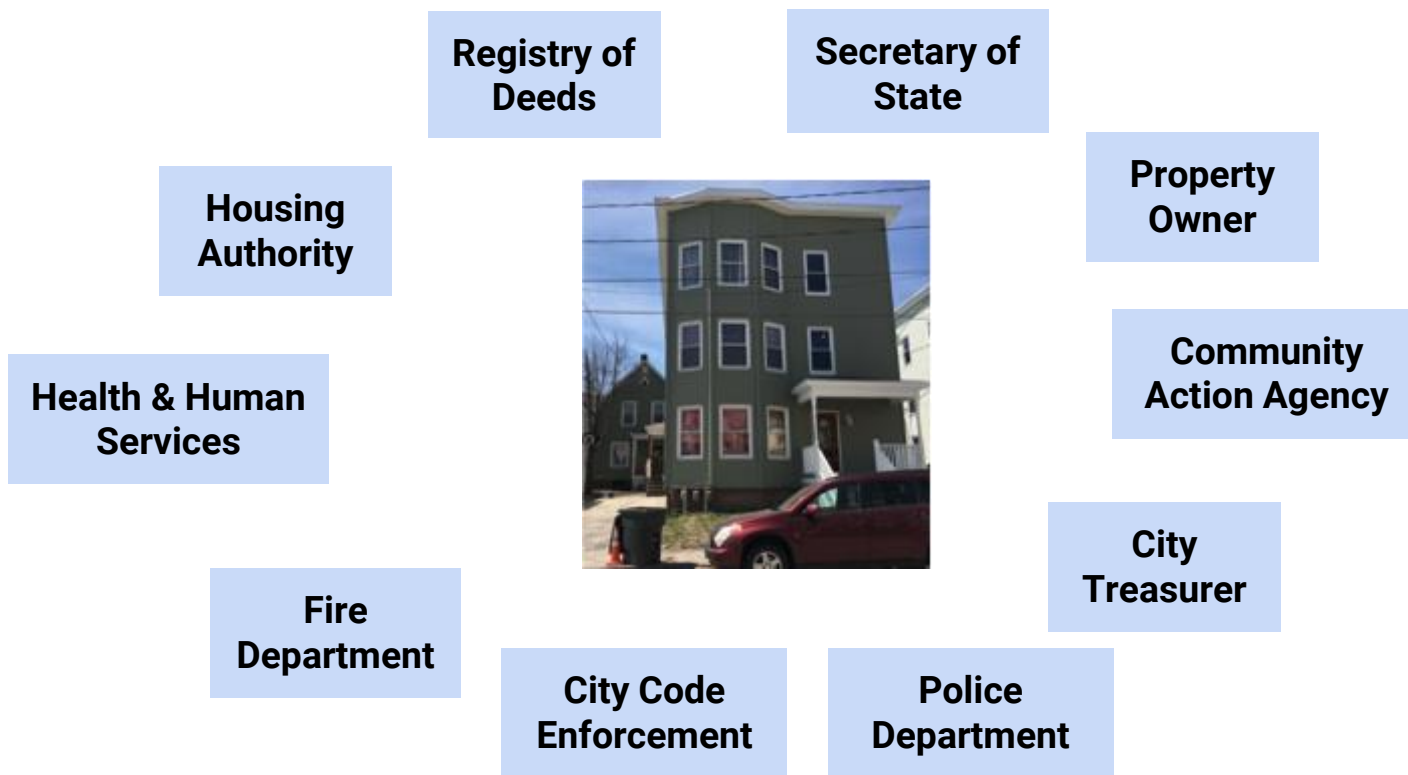 Registry of
Deeds
Secretary of
State
Property
Owner
Housing
Authority
Community
Action Agency
Health & Human
Services
City
Treasurer
Fire
Department
City Code
Enforcement
Police
Department